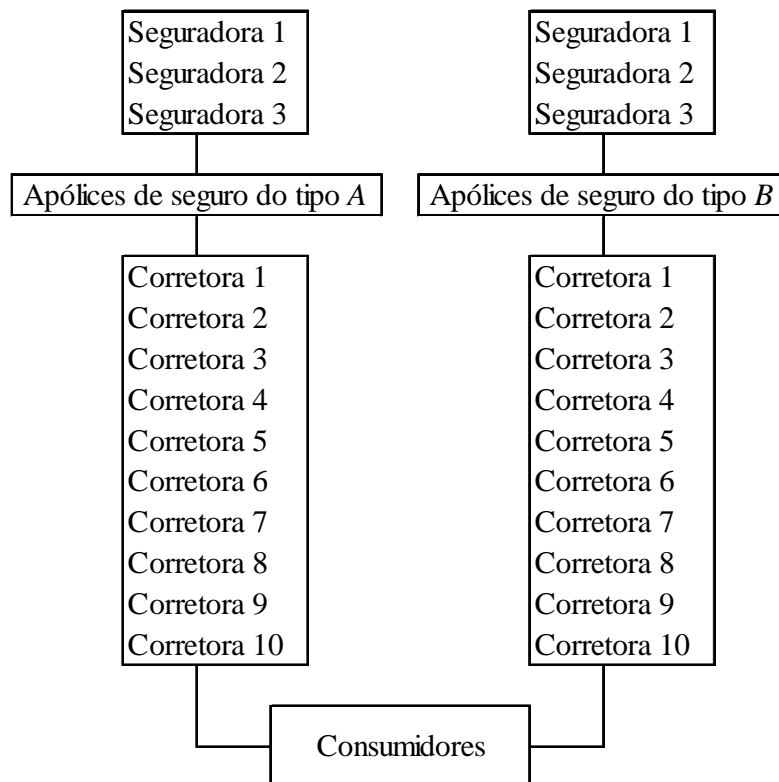 Seguradora 1
Seguradora 2
Seguradora 3
Apólices de seguro do tipo A
Corretora 1
Corretora 2
Corretora 3
Corretora 4
Corretora 5
Corretora 6
Corretora 7
Corretora 8
Corretora 9
Corretora 10
Seguradora 1
Seguradora 2
Seguradora 3
Apólices de seguro do tipo B
Corretora 1
Corretora 2
Corretora 3
Corretora 4
Corretora 5
Corretora 6
Corretora 7
Corretora 8
Corretora 9
Corretora 10
Consumidores